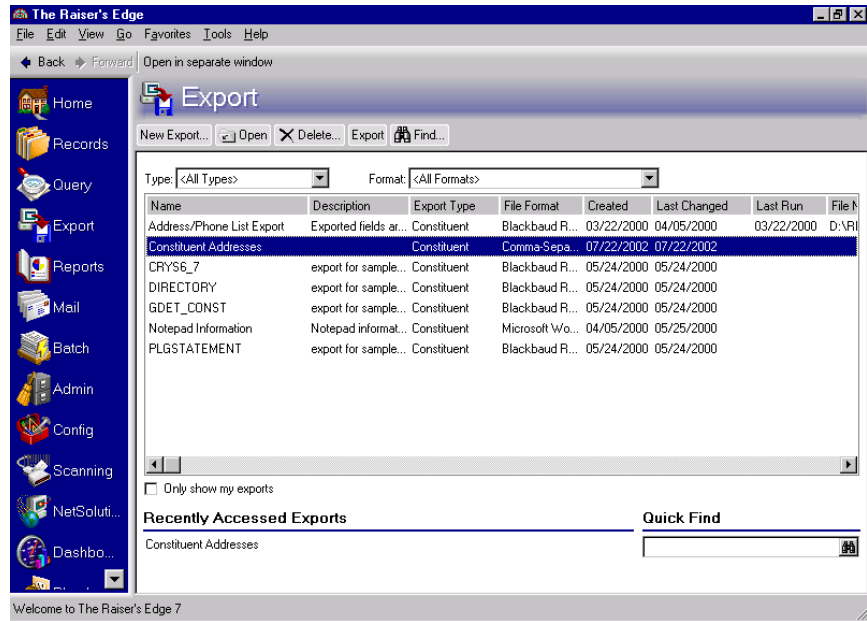 The Raiser's Edge
File Edit View Go Favorites Tools Help
Back Forward Open in separate window
Export
New Export... Open Delete... Export Find...
Type: <All Types> Format: <All Formats>
Name Description Export Type File Format Created Last Changed Last Run File N
Address/Phone List Export Exported fields ar... Constituent Blackbaud R... 03/22/2000 04/05/2000 03/22/2000 D:\RI
Constituent Addresses Constituent Comma-Sepa... 07/22/2002 07/22/2002
CRYS6_7 export for sample... Constituent Blackbaud R... 05/24/2000 05/24/2000
DIRECTORY export for sample... Constituent Blackbaud R... 05/24/2000 05/24/2000
GDET_CONST export for sample... Constituent Blackbaud R... 05/24/2000 05/24/2000
Notepad Information Notepad informat... Constituent Microsoft Wo... 04/05/2000 05/25/2000
PLGSTATEMENT export for sample... Constituent Blackbaud R... 05/24/2000 05/24/2000
Home
Records
Query
Export
Reports
Mail
Batch
Admin
Config
Scanning
NetSoluti...
Dashbo...
Only show my exports
Recently Accessed Exports Quick Find
Constituent Addresses
Welcome to The Raiser's Edge 7